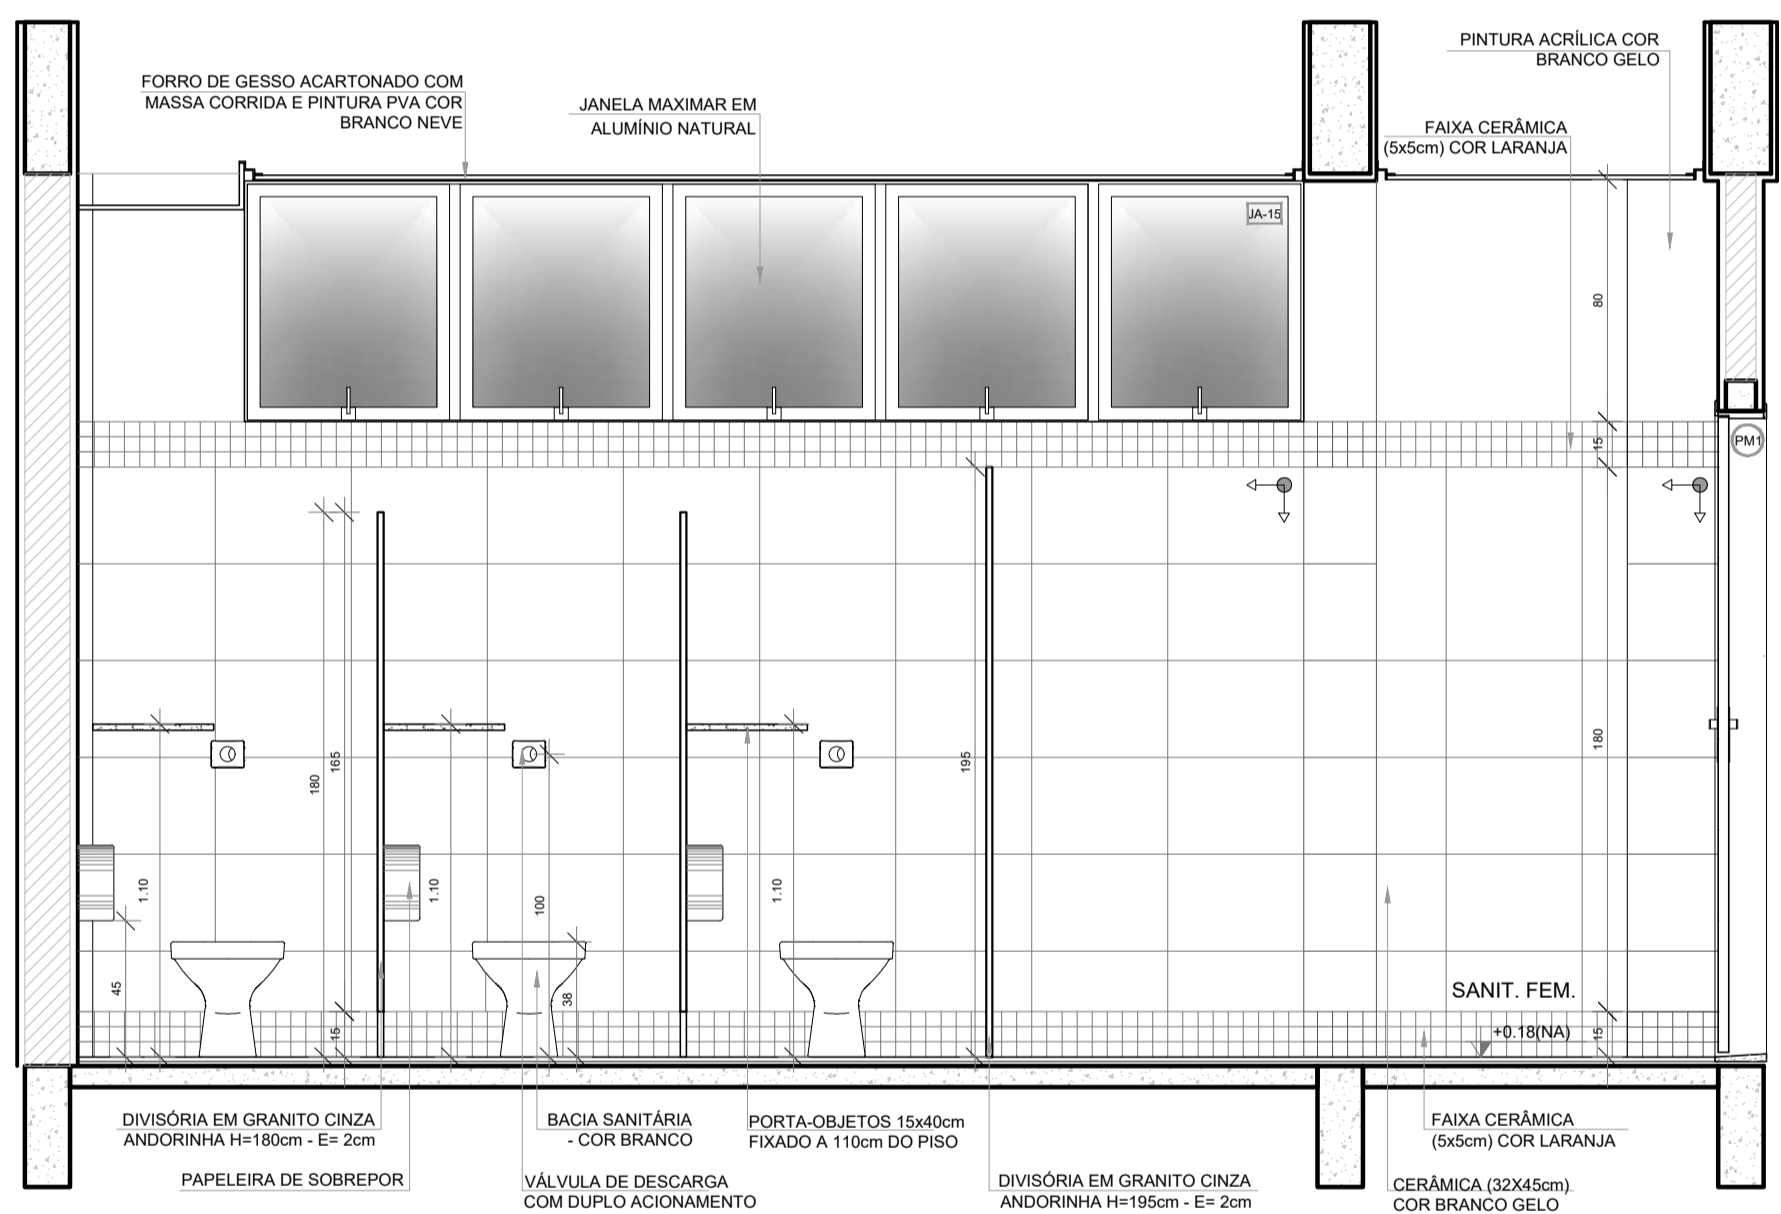 FORRO DE GESSO ACARTONADO COM
MASSA CORRIDA E PINTURA PVA COR
BRANCO NEVE
JANELA MAXIMAR EM
ALUMÍNIO NATURAL
PINTURA ACRÍLICA COR
BRANCO GELO
FAIXA CERÂMICA
(5x5cm) COR LARANJA
JA-15
80
15
PM1
180
165
195
180
1.10
1.10
100
1.10
45
38
15
SANIT. FEM.
+0.18(NA)
15
DIVISÓRIA EM GRANITO CINZA
ANDORINHA H=180cm - E= 2cm
PAPELEIRA DE SOBREPOR
BACIA SANITÁRIA
- COR BRANCO
VÁLVULA DE DESCARGA
COM DUPLO ACIONAMENTO
PORTA-OBJETOS 15x40cm
FIXADO A 110cm DO PISO
DIVISÓRIA EM GRANITO CINZA
ANDORINHA H=195cm - E= 2cm
FAIXA CERÂMICA
(5x5cm) COR LARANJA
CERÂMICA (32X45cm)
COR BRANCO GELO